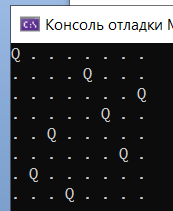 Консоль отладки M
Q . . . . . . .
. . . . Q . . .
. . . . . . . Q
. . . . . Q . .
. . Q . . . . .
. . . . . . Q .
. Q . . . . . .
. . . Q . . . .